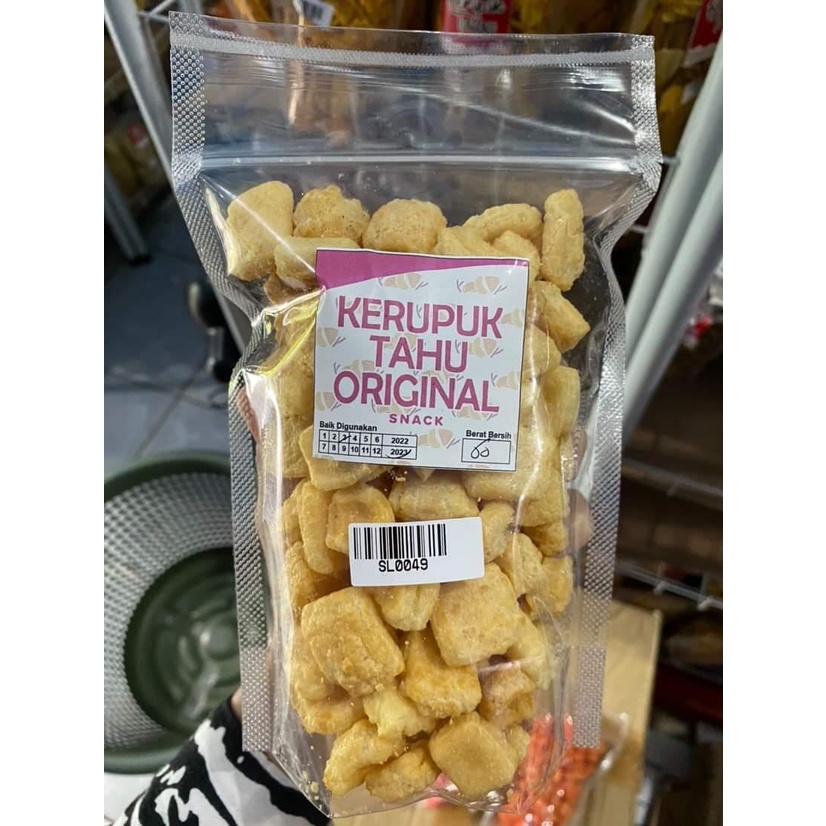 KERUPUK
TAHU
ORIGINAL
SNACK
Baik Digunakan
Berat Bersih
1 2 3 4 5 6 2022
7 8 9 10 11 12 2023
SL0049